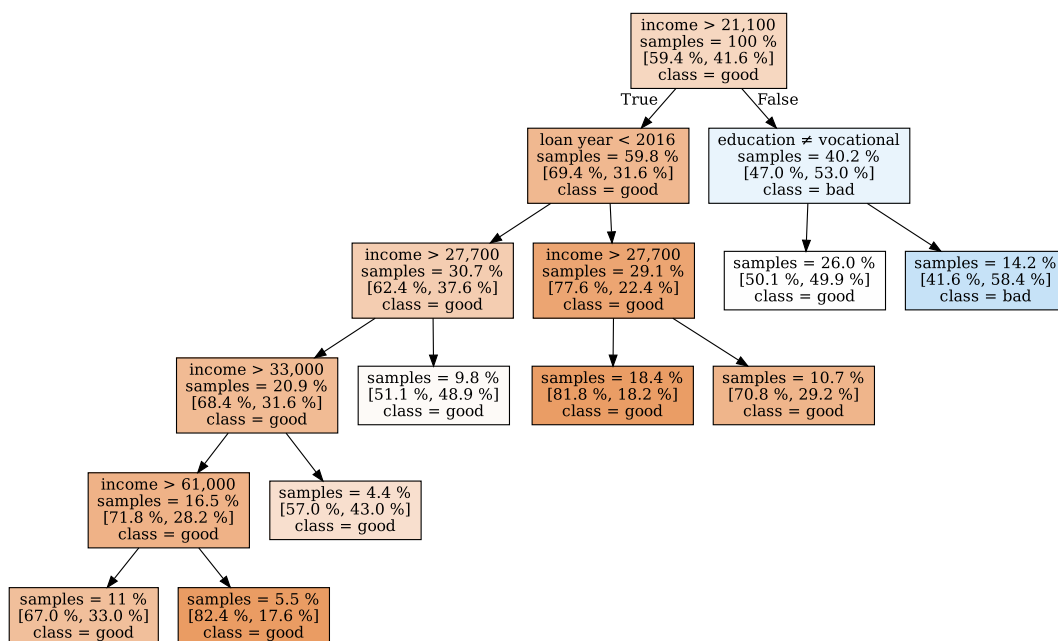 income > 21,100
samples = 100 %
[59.4 %, 41.6 %]
class = good
True
False
loan year < 2016
samples = 59.8 %
[69.4 %, 31.6 %]
class = good
education ≠ vocational
samples = 40.2 %
[47.0 %, 53.0 %]
class = bad
income > 27,700
samples = 30.7 %
[62.4 %, 37.6 %]
class = good
income > 27,700
samples = 29.1 %
[77.6 %, 22.4 %]
class = good
samples = 26.0 %
[50.1 %, 49.9 %]
class = good
samples = 14.2 %
[41.6 %, 58.4 %]
class = bad
income > 33,000
samples = 20.9 %
[68.4 %, 31.6 %]
class = good
samples = 9.8 %
[51.1 %, 48.9 %]
class = good
samples = 18.4 %
[81.8 %, 18.2 %]
class = good
samples = 10.7 %
[70.8 %, 29.2 %]
class = good
income > 61,000
samples = 16.5 %
[71.8 %, 28.2 %]
class = good
samples = 4.4 %
[57.0 %, 43.0 %]
class = good
samples = 11 %
[67.0 %, 33.0 %]
class = good
samples = 5.5 %
[82.4 %, 17.6 %]
class = good